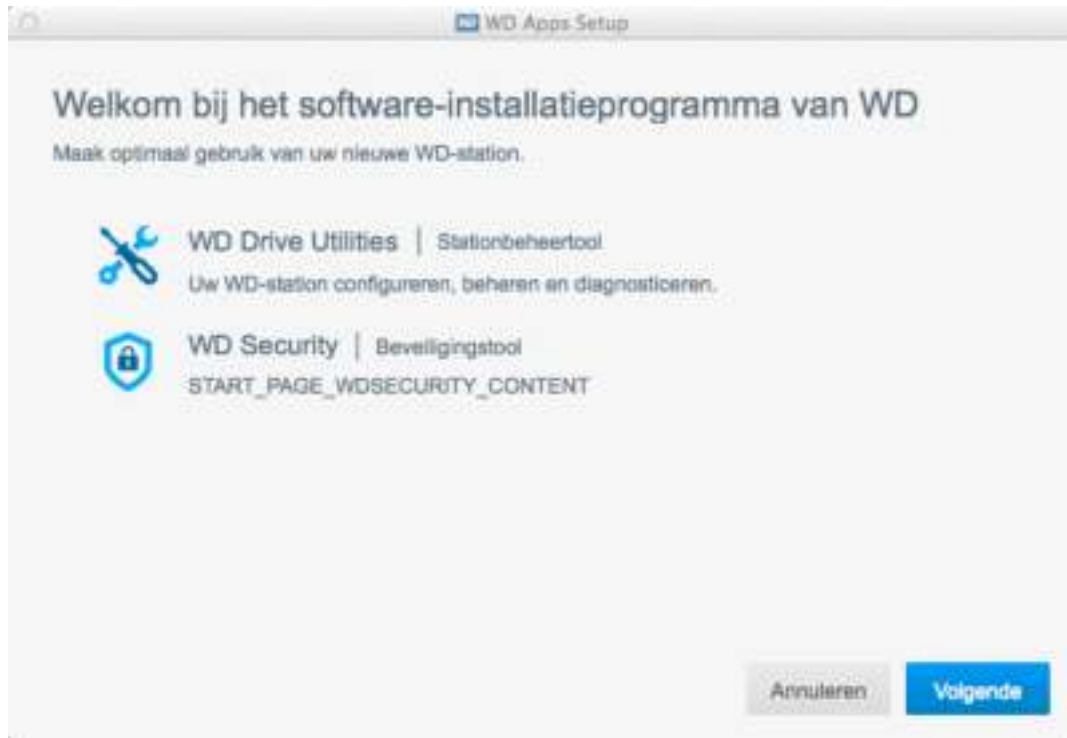 WD Apps Setup
Welkom bij het software-installatieprogramma van WD
Maak optimaal gebruik van uw nieuwe WD-station.
WD Drive Utilities | Stationbeheertool
Uw WD-station configureren, beheren en diagnosticeren.
WD Security | Beveiligingstool
START_PAGE_WDSECURITY_CONTENT
Annuleren
Volgende